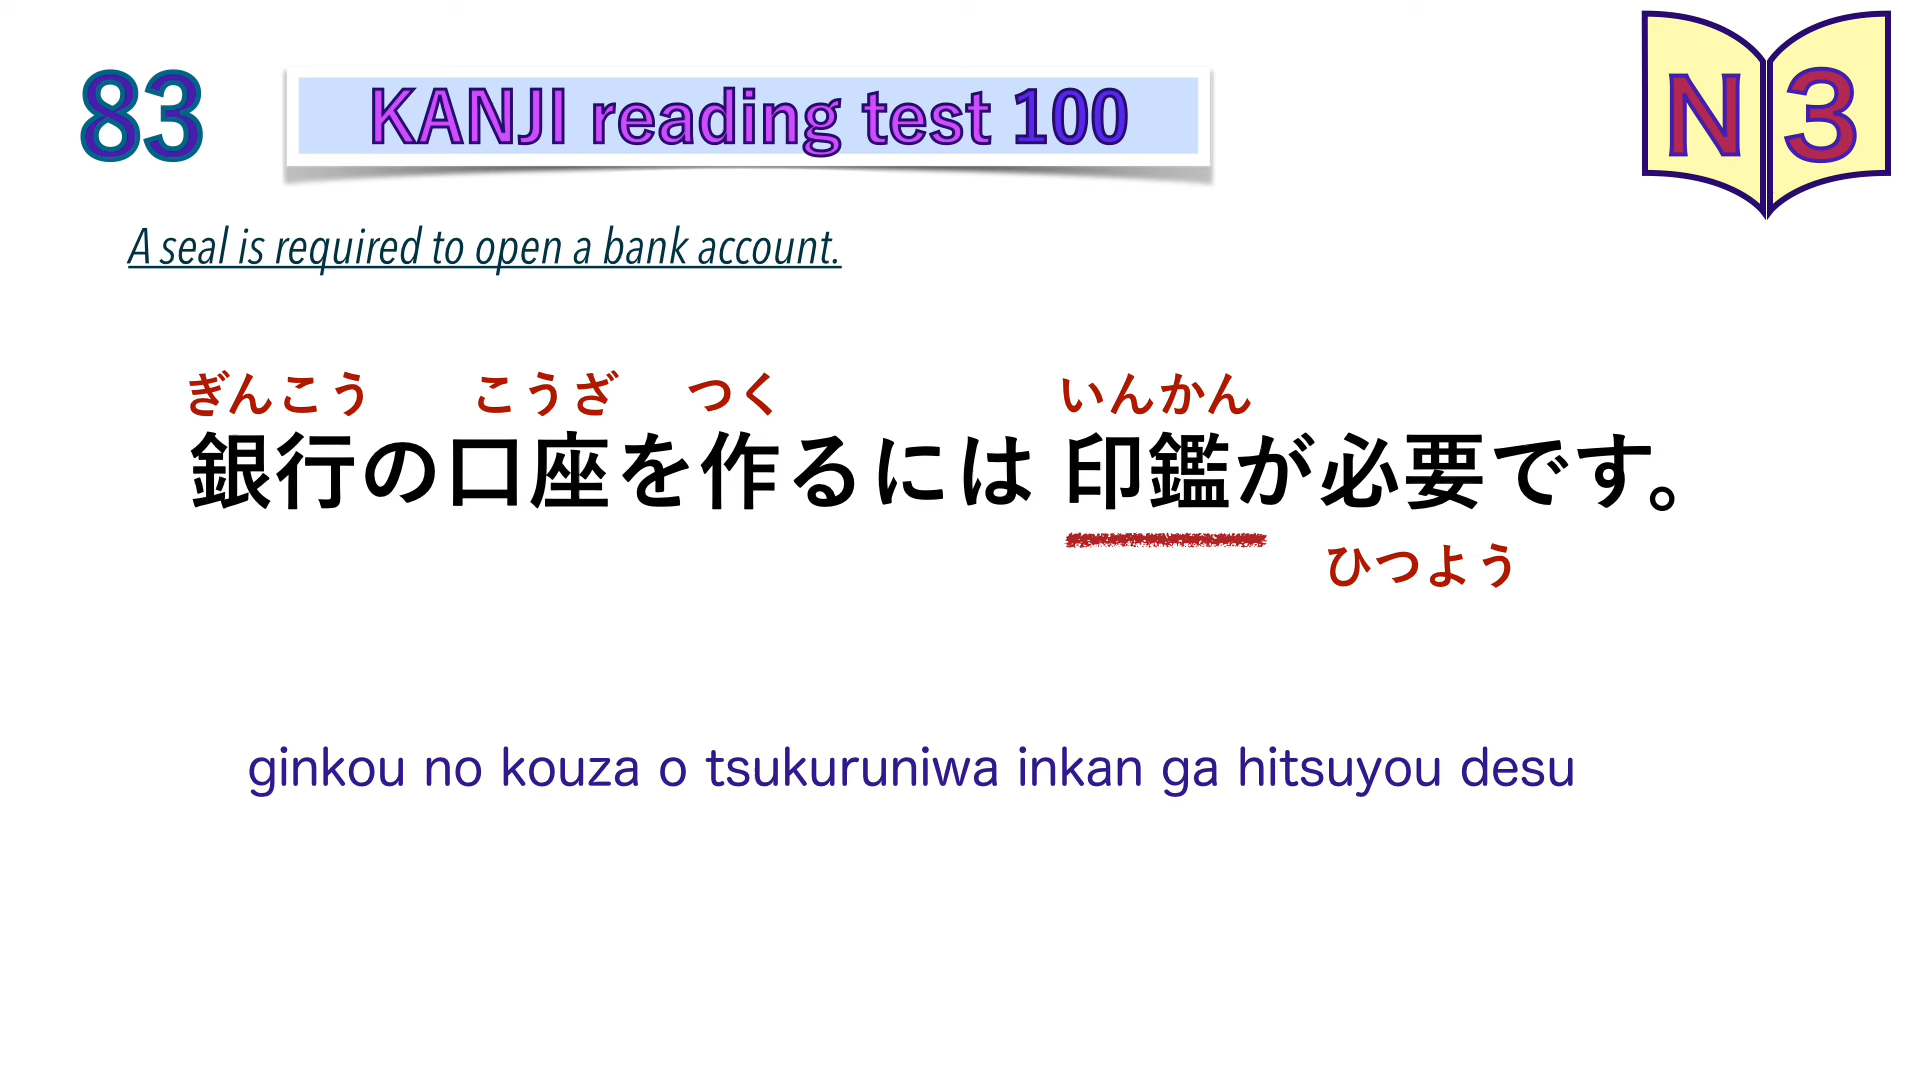 83
KANJI reading test 100
N 3
A seal is required to open a bank account.
ぎんこう こうざ つく いんかん
銀行の口座を作るには 印鑑が必要です。
ひつよう
ginkou no kouza o tsukuruniwa inkan ga hitsuyou desu